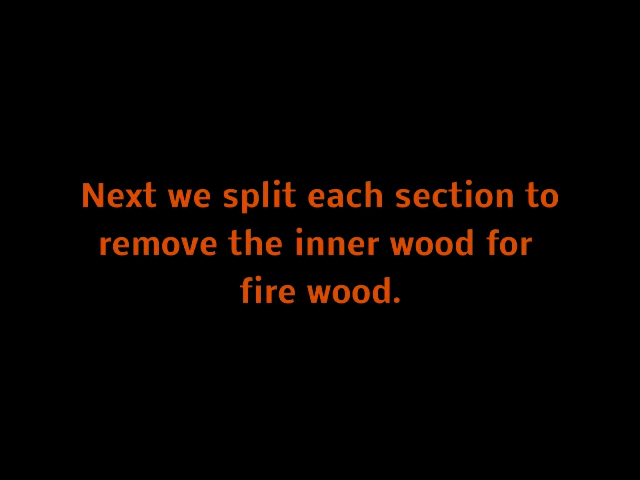 Next we split each section to
remove the inner wood for
fire wood.